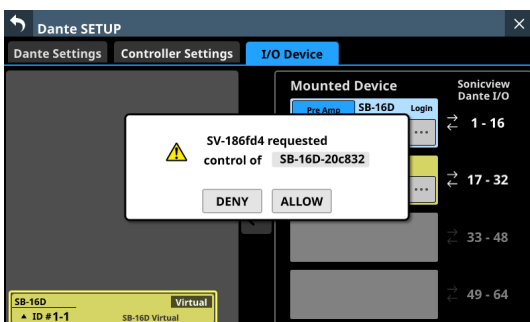 Dante SETUP
Dante Settings
Controller Settings
I/O Device
Mounted Device
Sonicview
Dante I/O
Pre Amp
SB-16D
Login
1 - 16
17 - 32
33 - 48
49 - 64
SV-186fd4 requested
control of SB-16D-20c832
DENY
ALLOW
SB-16D
Virtual
ID #1-1
SB-16D Virtual